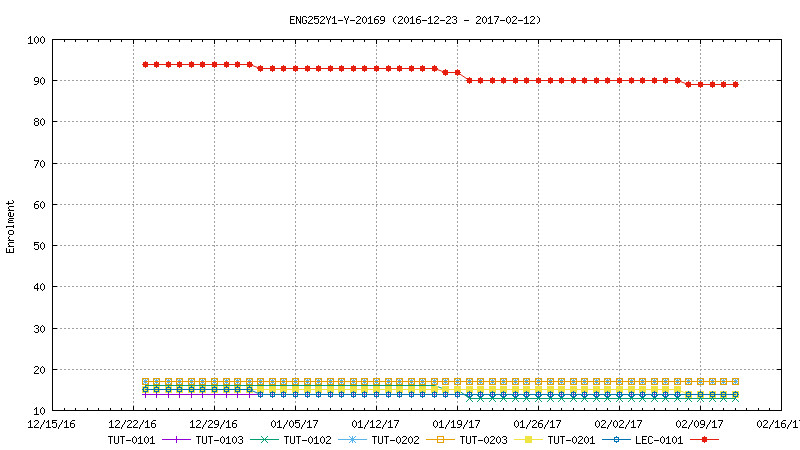 ENG252Y1-Y-20169 (2016-12-23 - 2017-02-12)
100
90
80
70
60
50
40
30
20
10
Enrolment
12/15/16 12/22/16 12/29/16 01/05/17 01/12/17 01/19/17 01/26/17 02/02/17 02/09/17 02/16/1
TUT-0101 TUT-0103 TUT-0102 TUT-0202 TUT-0203 TUT-0201 LEC-0101